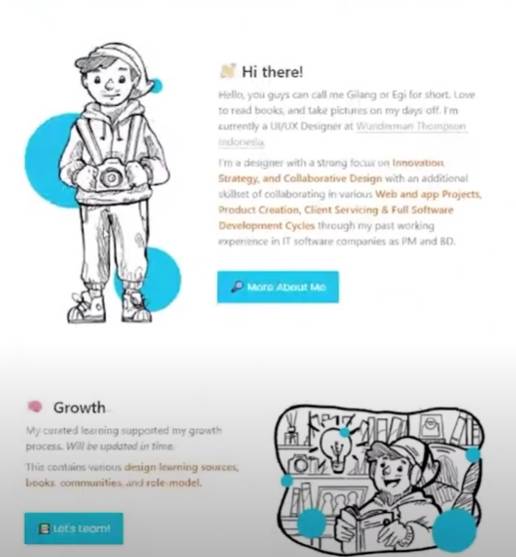 Hi there!
Hello, you guys can call me Gilang or Egi for short. Love
to read books, and take pictures on my days off. I'm
currently a UI/UX Designer at Wunderman Thompson
Indonesia.
I'm a designer with a strong focus on Innovation
Strategy, and Collaborative Design with an additional
skillset of collaborating in various Web and app Projects,
Product Creation, Client Servicing & Full Software
Development Cycles through my past working
experience in IT software companies as PM and BD.
More About Me
Growth
My curated learning supported my growth
process. Will be updated in time.
This contains various design learning sources,
books, communities, and role-model.
Let's learn!